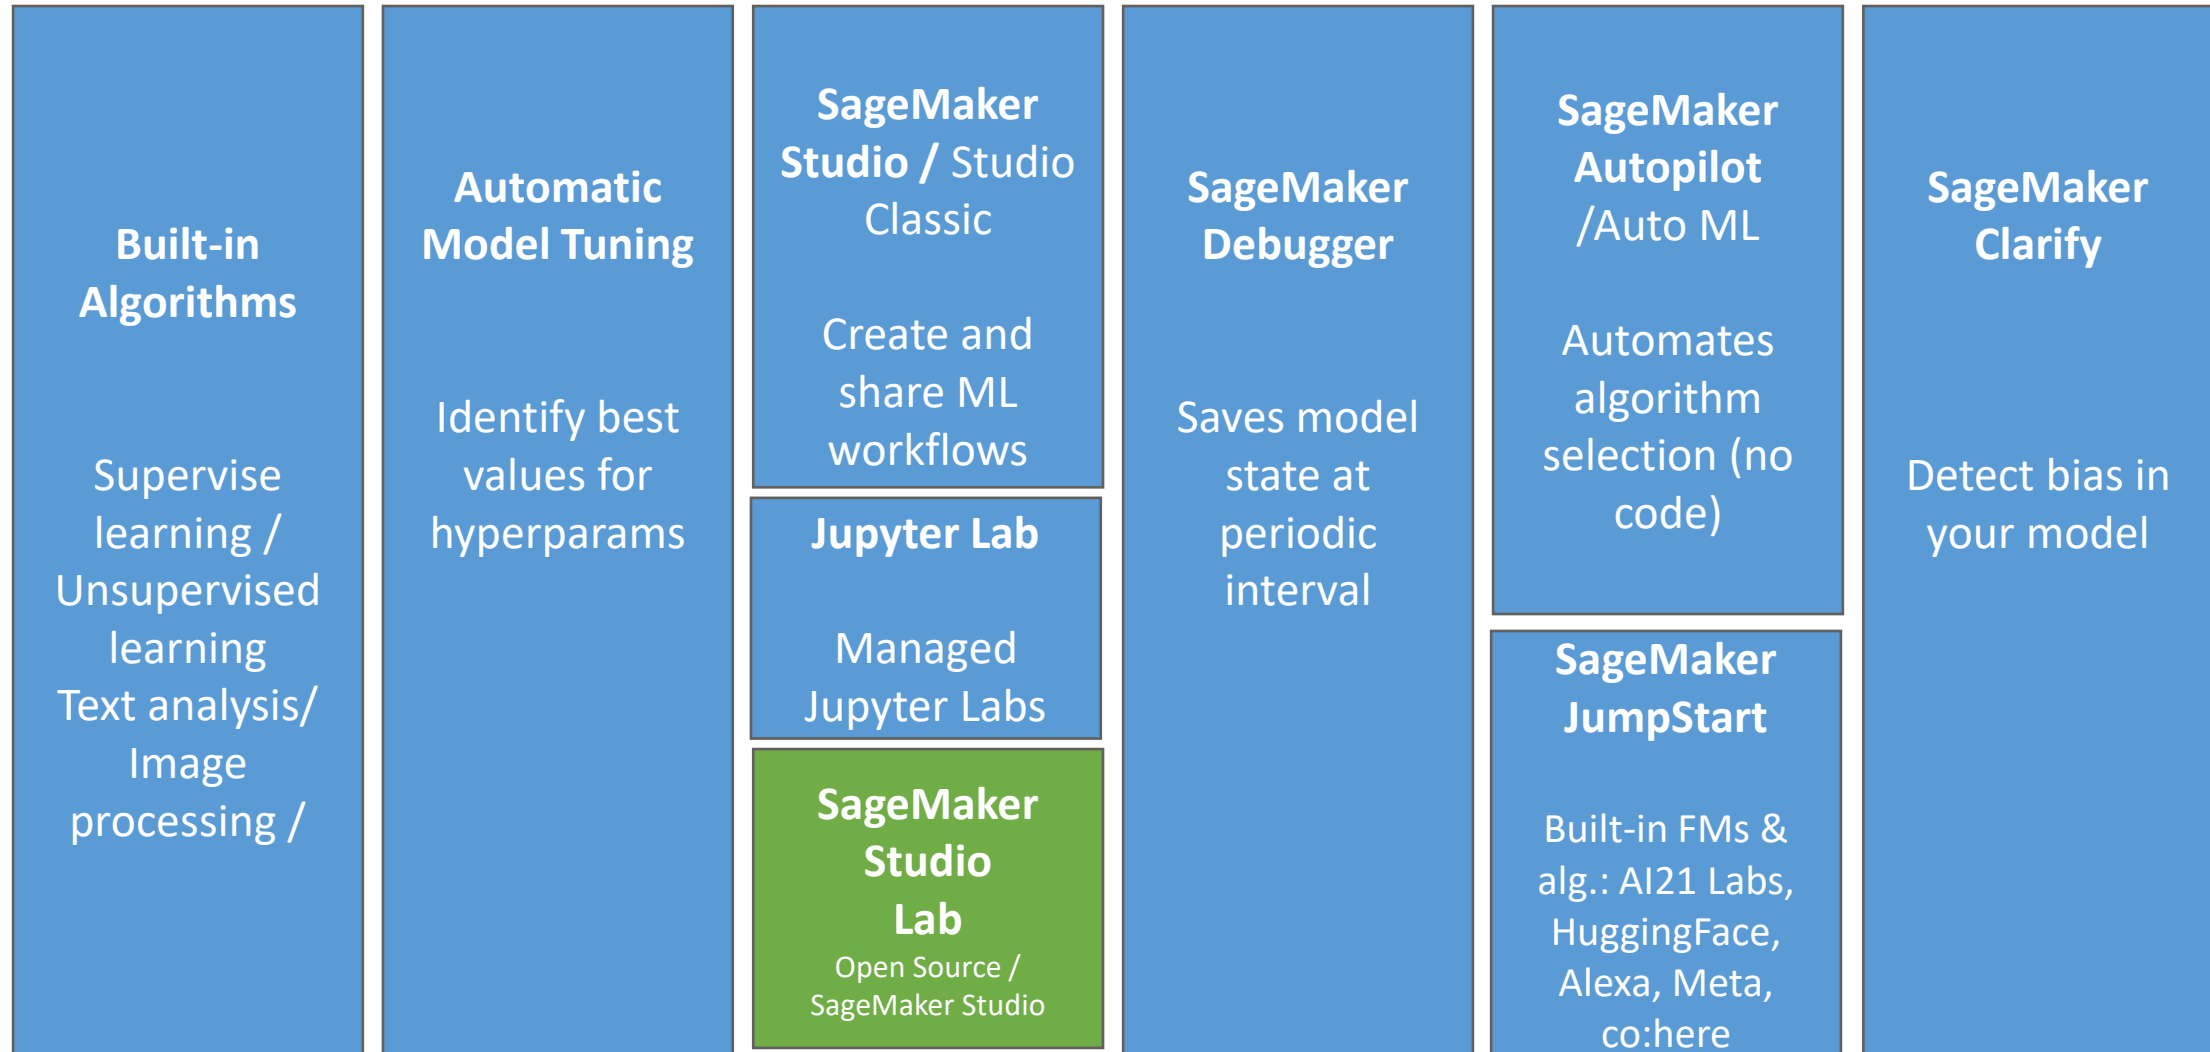 Built-in
Algorithms
Supervise
learning /
Unsupervised
learning
Text analysis/
Image
processing /
Automatic
Model Tuning
Identify best
values for
hyperparams
SageMaker
Studio / Studio
Classic
Create and
share ML
workflows
Jupyter Lab
Managed
Jupyter Labs
SageMaker
Studio
Lab
Open Source /
SageMaker Studio
SageMaker
Debugger
Saves model
state at
periodic
interval
SageMaker
Autopilot
/Auto ML
Automates
algorithm
selection (no
code)
SageMaker
JumpStart
Built-in FMs &
alg.: AI21 Labs,
HuggingFace,
Alexa, Meta,
co:here
SageMaker
Clarify
Detect bias in
your model